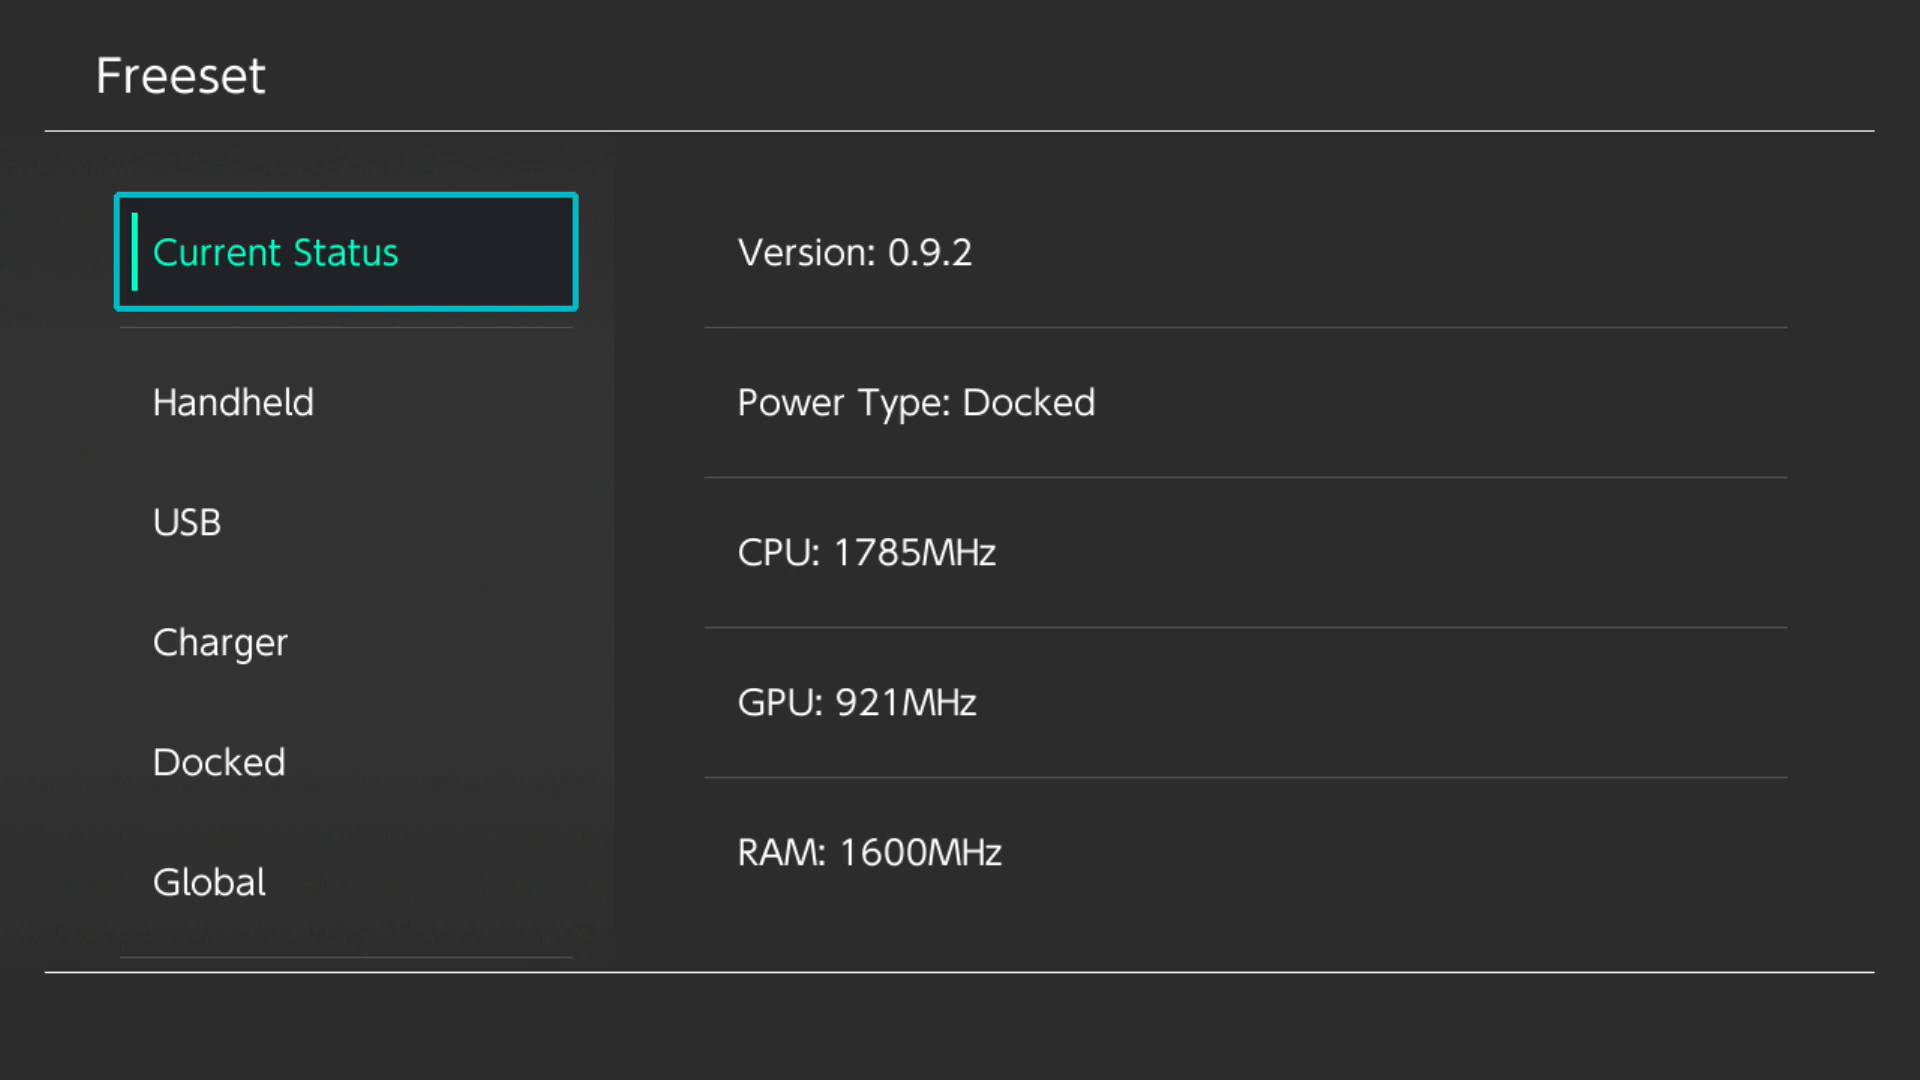 Freeset
Current Status
Handheld
USB
Charger
Docked
Global
Version: 0.9.2
Power Type: Docked
CPU: 1785MHz
GPU: 921MHz
RAM: 1600MHz